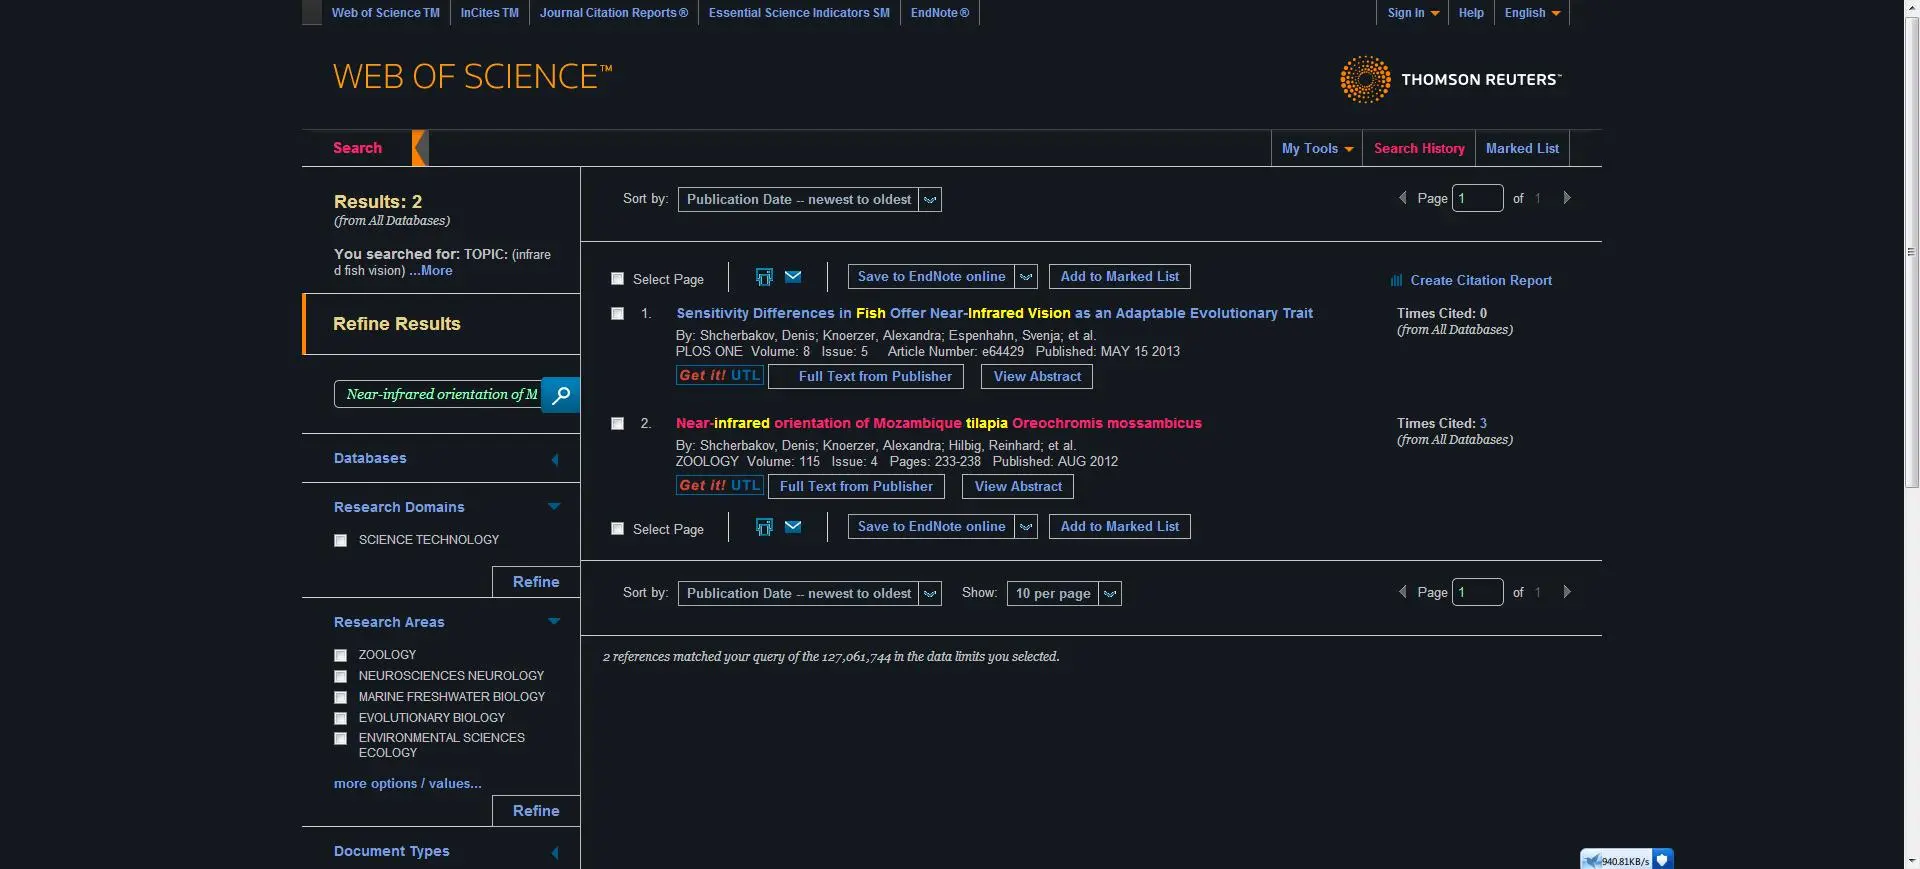 Web of Science TM InCites TM Journal Citation Reports ® Essential Science Indicators SM EndNote ® Sign In Help English
WEB OF SCIENCE™
THOMSON REUTERS™
Search My Tools Search History Marked List
Results: 2
(from All Databases)
You searched for: TOPIC: (infrare
d fish vision) ...More
Refine Results
Near-infrared orientation of M
Databases
Research Domains
SCIENCE TECHNOLOGY
Refine
Research Areas
ZOOLOGY
NEUROSCIENCES NEUROLOGY
MARINE FRESHWATER BIOLOGY
EVOLUTIONARY BIOLOGY
ENVIRONMENTAL SCIENCES
ECOLOGY
more options / values...
Refine
Document Types
Sort by: Publication Date -- newest to oldest Page 1 of 1
Select Page Save to EndNote online Add to Marked List Create Citation Report
1. Sensitivity Differences in Fish Offer Near-Infrared Vision as an Adaptable Evolutionary Trait Times Cited: 0
(from All Databases)
By: Shcherbakov, Denis; Knoerzer, Alexandra; Espenhahn, Svenja; et al.
PLOS ONE Volume: 8 Issue: 5 Article Number: e64429 Published: MAY 15 2013
Get it! UTL Full Text from Publisher View Abstract
2. Near-infrared orientation of Mozambique tilapia Oreochromis mossambicus Times Cited: 3
(from All Databases)
By: Shcherbakov, Denis; Knoerzer, Alexandra; Hilbig, Reinhard; et al.
ZOOLOGY Volume: 115 Issue: 4 Pages: 233-238 Published: AUG 2012
Get it! UTL Full Text from Publisher View Abstract
Select Page Save to EndNote online Add to Marked List
Sort by: Publication Date -- newest to oldest Show: 10 per page Page 1 of 1
2 references matched your query of the 127,061,744 in the data limits you selected.
940.81KB/s